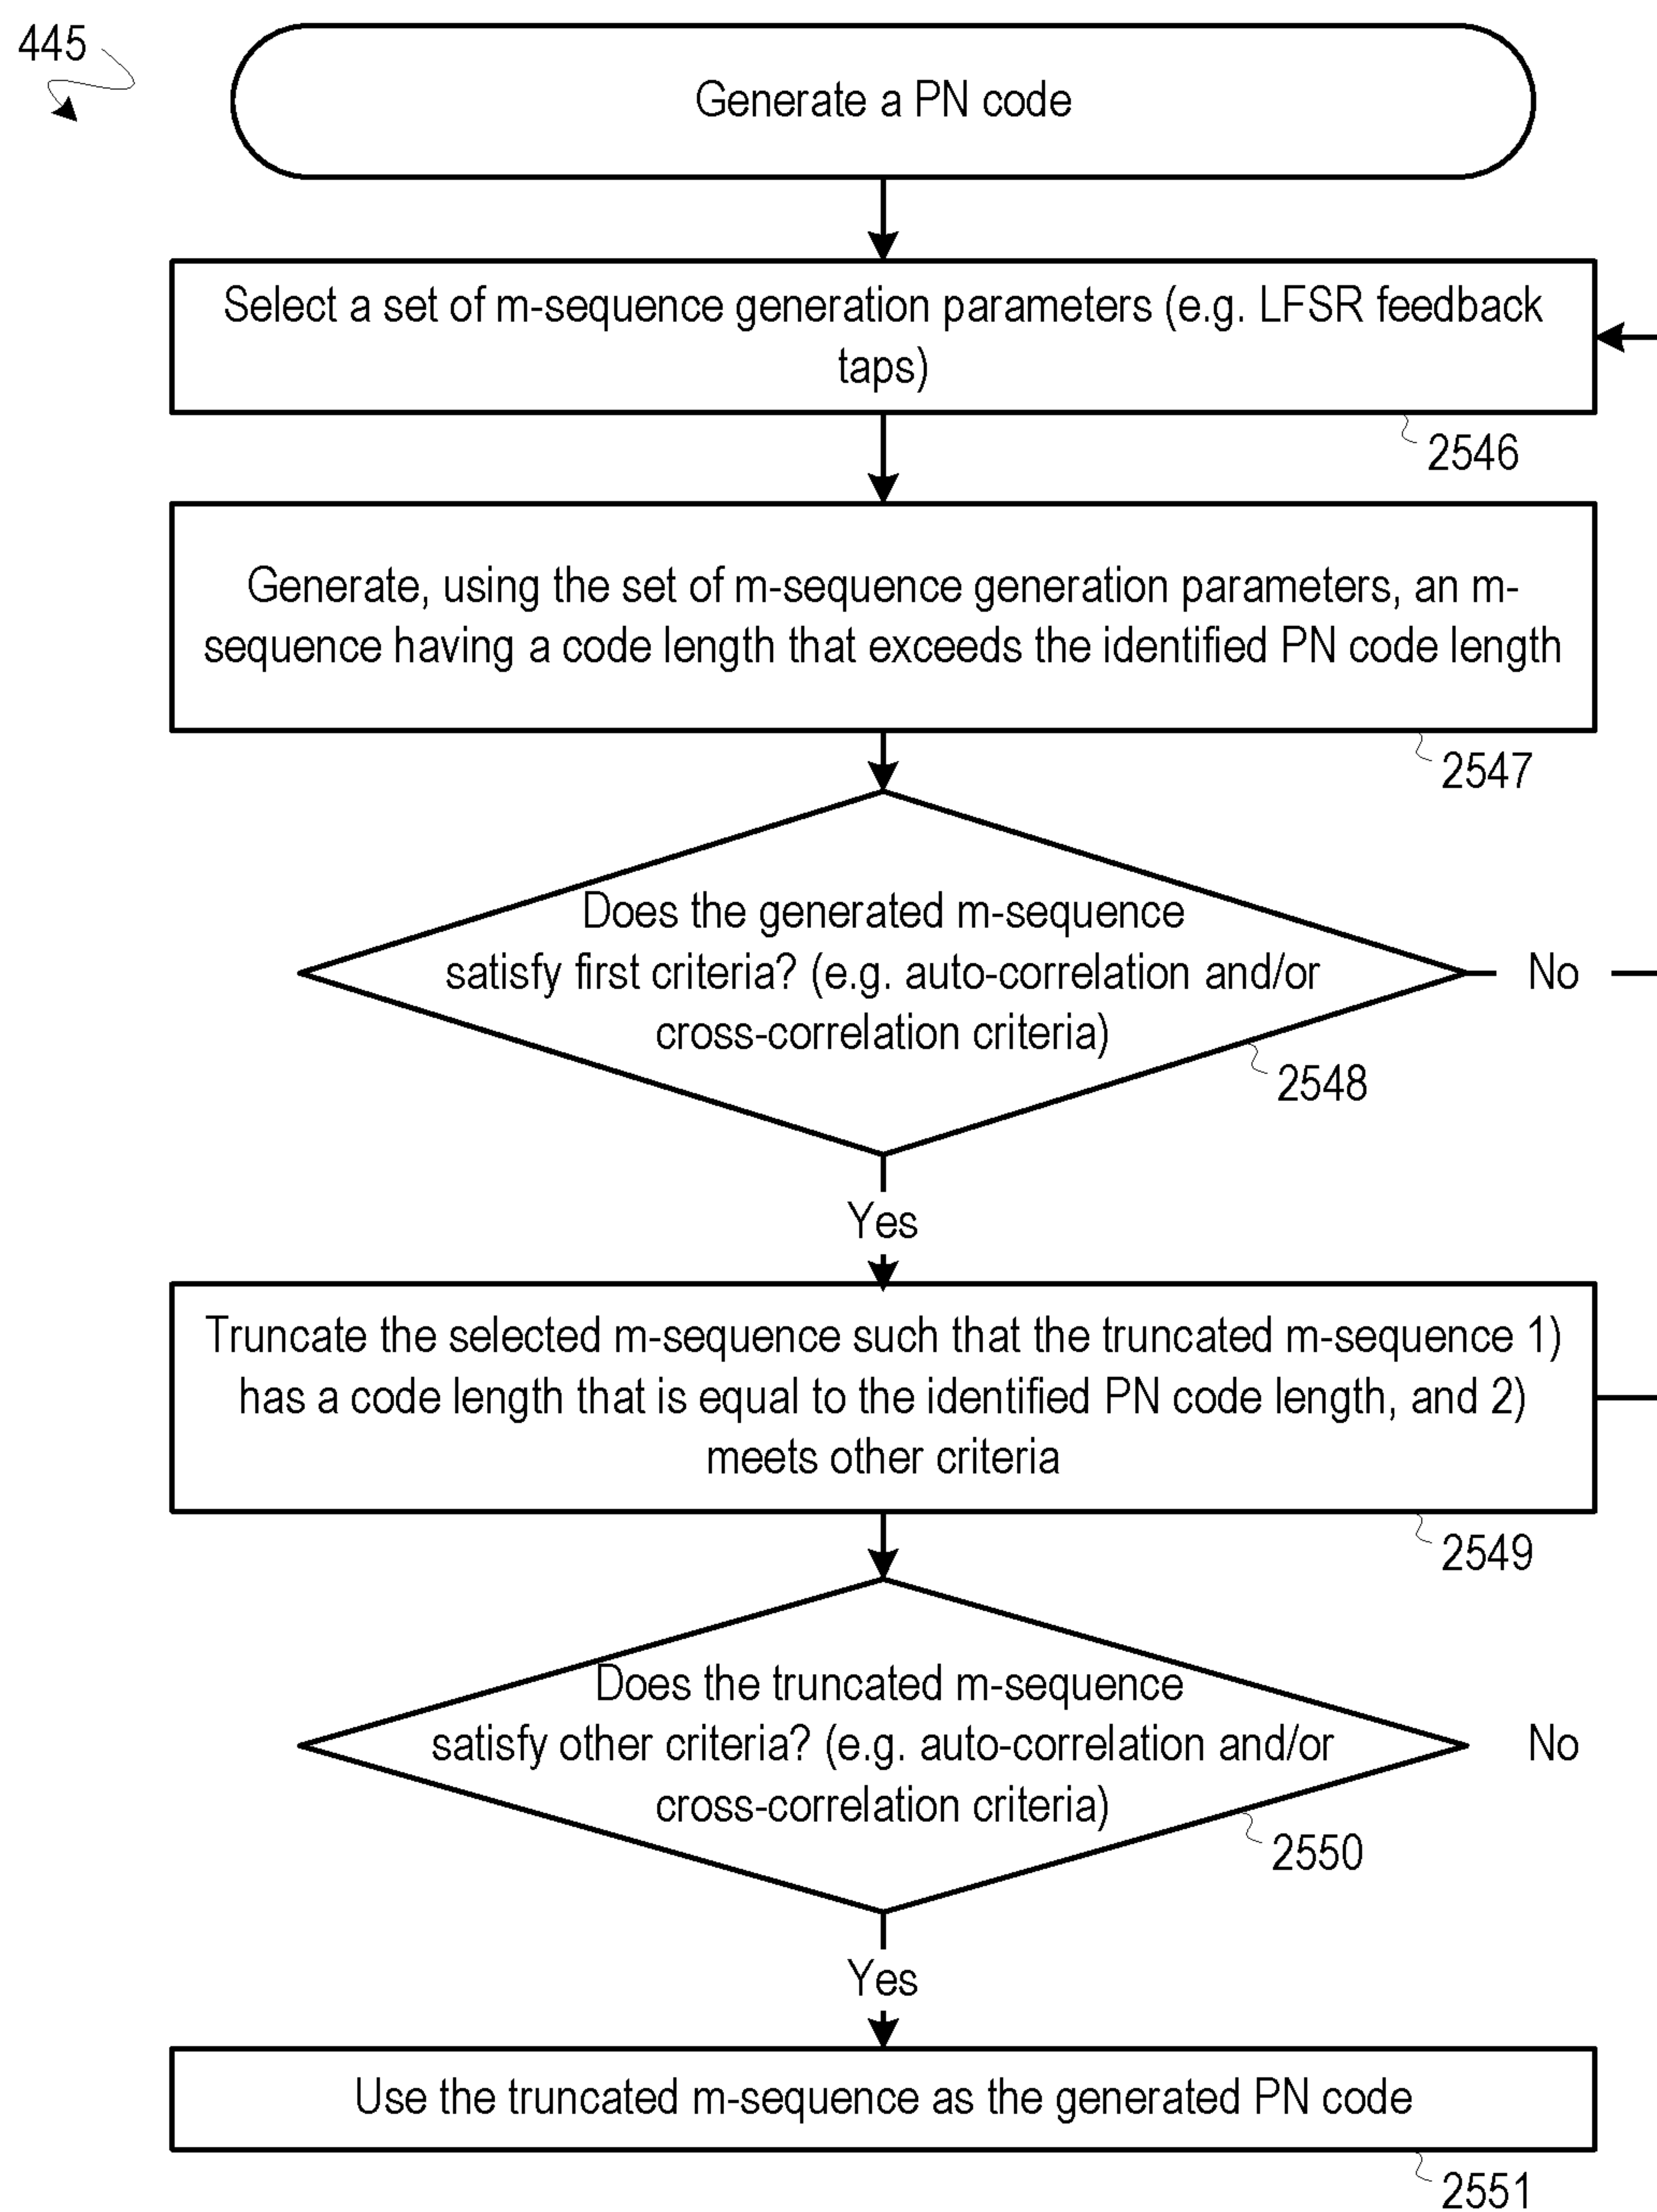 445
Generate a PN code
Select a set of m-sequence generation parameters (e.g. LFSR feedback
taps)
2546
Generate, using the set of m-sequence generation parameters, an m-
sequence having a code length that exceeds the identified PN code length
2547
Does the generated m-sequence
satisfy first criteria? (e.g. auto-correlation and/or
cross-correlation criteria)
No
2548
Yes
Truncate the selected m-sequence such that the truncated m-sequence 1)
has a code length that is equal to the identified PN code length, and 2)
meets other criteria
2549
Does the truncated m-sequence
satisfy other criteria? (e.g. auto-correlation and/or
cross-correlation criteria)
No
2550
Yes
Use the truncated m-sequence as the generated PN code
2551